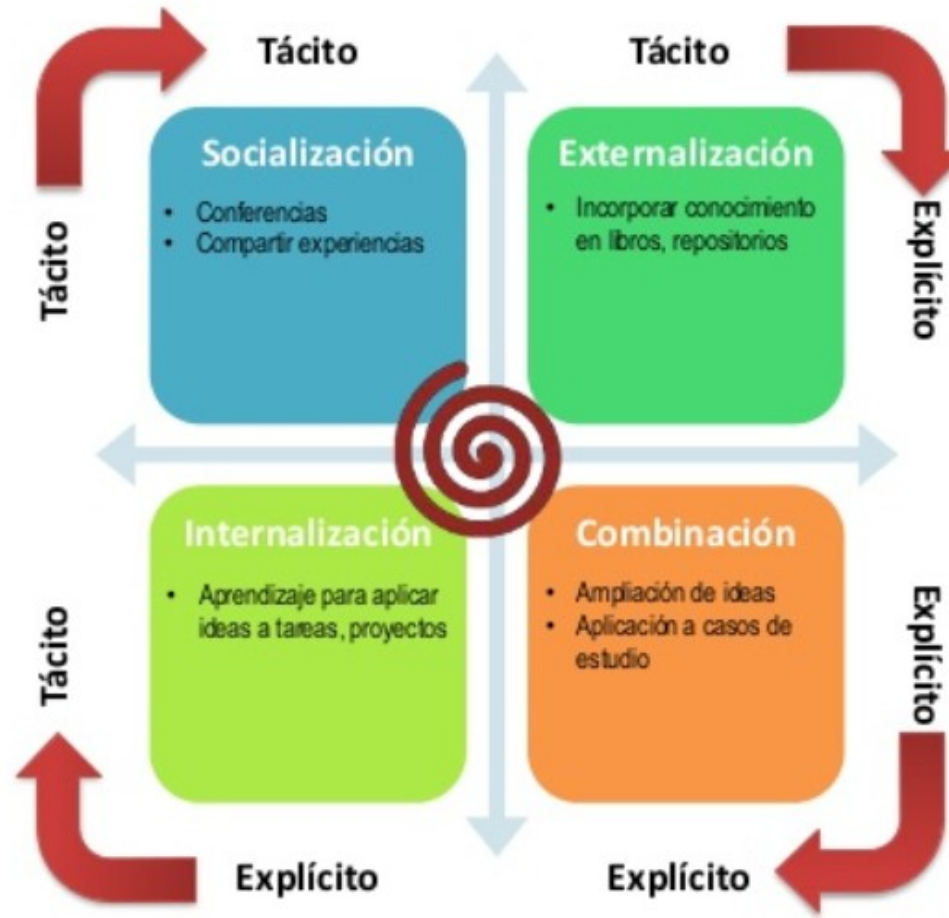 Tácito
Tácito
Tácito
Socialización
• Conferencias
• Compartir experiencias
Externalización
• Incorporar conocimiento
en libros, repositorios
Explícito
Tácito
Internalización
• Aprendizaje para aplicar
ideas a tareas, proyectos
Combinación
• Ampliación de ideas
• Aplicación a casos de
estudio
Explícito
Explícito
Explícito